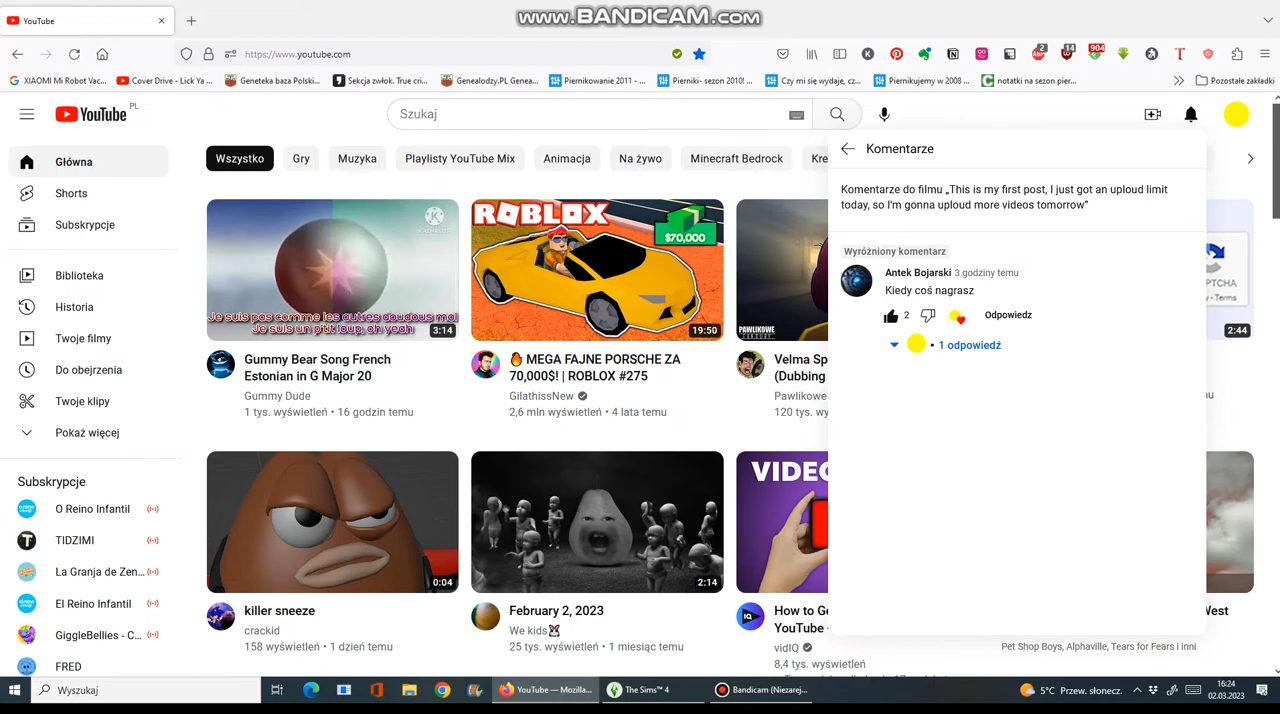 www.BANDICAM.com
YouTube
https://www.youtube.com
2
14
904
XIAOMI Mi Robot Vac...
Cover Drive - Lick Ya ...
Geneteka baza Polski...
Sekcja zwłok. True cri...
Genealodzy.PL Genea...
Piernikowanie 2011 - ...
Pierniki- sezon 2010! ...
Czy mi się wydaje, cz...
Piernikujemy w 2008 ...
notatki na sezon pier...
Pozostałe zakładki
YouTube PL
Szukaj
Główna
Shorts
Subskrypcje
Biblioteka
Historia
Twoje filmy
Do obejrzenia
Twoje klipy
Pokaż więcej
Subskrypcje
O Reino Infantil
TIDZIMI
La Granja de Zen...
El Reino Infantil
GiggleBellies - C...
FRED
Wszystko
Gry
Muzyka
Playlisty YouTube Mix
Animacja
Na żywo
Minecraft Bedrock
Kre
Je suis pas comme les autres doudous moi
Je suis un p'tit loup, oh yeah
3:14
Gummy Bear Song French
Estonian in G Major 20
Gummy Dude
1 tys. wyświetleń • 16 godzin temu
ROBLOX
$70,000
19:50
🔥 MEGA FAJNE PORSCHE ZA
70,000$! | ROBLOX #275
GilathissNew
2,6 mln wyświetleń • 4 lata temu
PAWLIKOWE
Velma Sp
(Dubbing
Pawlikowe
120 tys. wy
2:44
0:04
killer sneeze
crackid
158 wyświetleń • 1 dzień temu
2:14
February 2, 2023
We kids
25 tys. wyświetleń • 1 miesiąc temu
VIDEO
IQ
How to Ge
YouTube -
vidIQ
8,4 tys. wyświetleń
West
Pet Shop Boys, Alphaville, Tears for Fears i inni
Komentarze
Komentarze do filmu „This is my first post, I just got an uploud limit
today, so I'm gonna uploud more videos tomorrow”
Wyróżniony komentarz
Antek Bojarski 3 godziny temu
Kiedy coś nagrasz
2
Odpowiedz
• 1 odpowiedź
Wyszukaj
YouTube — Mozilla...
The Sims™ 4
Bandicam (Niezarej...
5°C Przew. słonecz.
16:24
02.03.2023